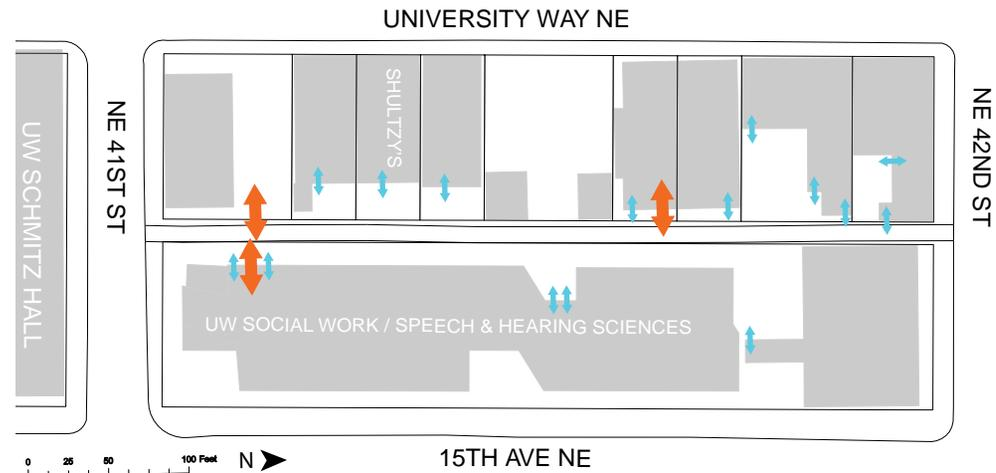 UNIVERSITY WAY NE
UW SCHMITZ HALL
NE 41ST ST
SHULTZY'S
NE 42ND ST
UW SOCIAL WORK / SPEECH & HEARING SCIENCES
0 25 50 100 Feet
N
15TH AVE NE